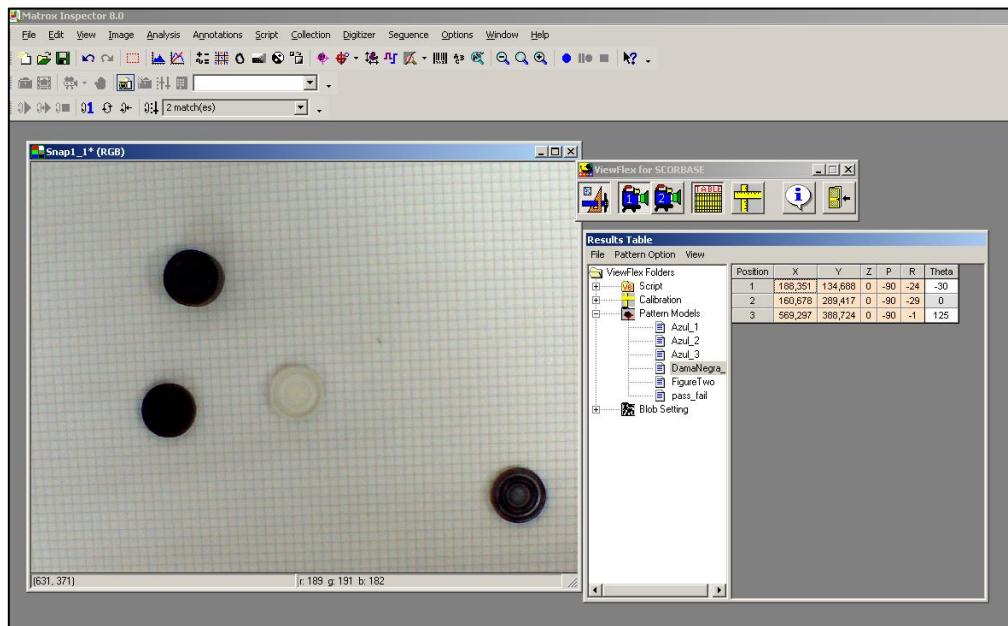 Matrox Inspector 8.0
File Edit View Image Analysis Annotations Script Collection Digitizer Sequence Options Window Help
2 match(es)
Snap1_1* (RGB)
ViewFlex for SCORBASE
1 2 TABLE
Results Table
File Pattern Option View
ViewFlex Folders
Script
Calibration
Pattern Models
Azul_1
Azul_2
Azul_3
DamaNegra_
FigureTwo
pass_fail
Blob Setting
Position X Y Z P R Theta
1 188,351 134,688 0 -90 -24 -30
2 160,678 289,417 0 -90 -29 0
3 569,297 388,724 0 -90 -1 125
(631, 371) r: 189 g: 191 b: 182